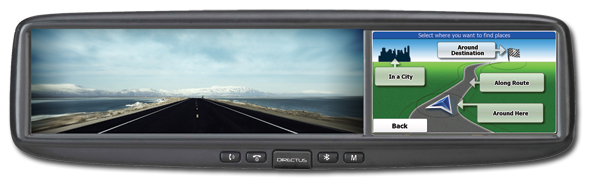 Select where you want to find places
Around
Destination
In a City
Along Route
Around Here
Back
DIRECTUS
M